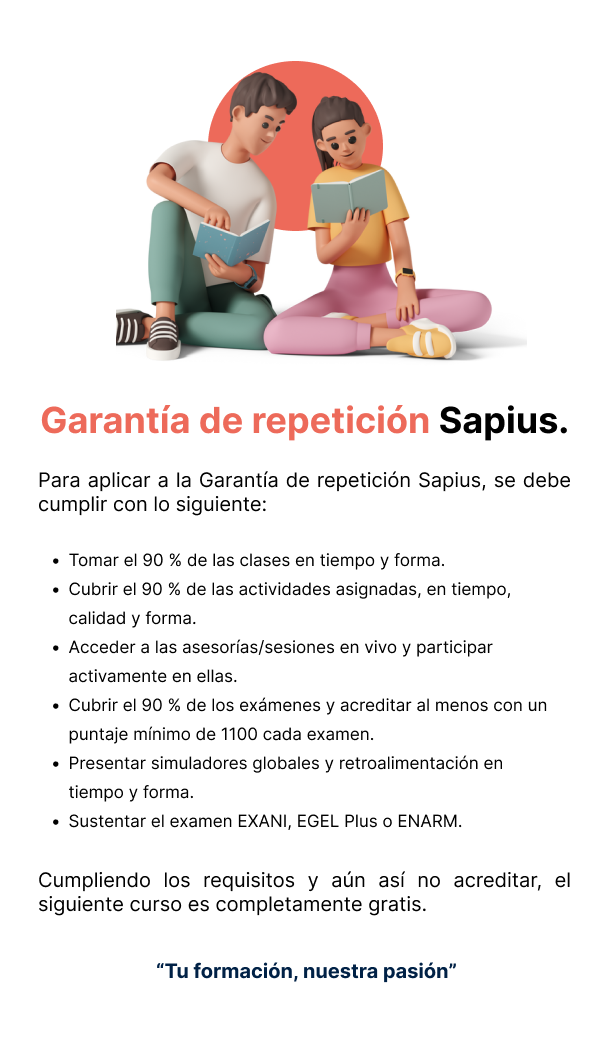 Garantía de repetición Sapius.
Para aplicar a la Garantía de repetición Sapius, se debe
cumplir con lo siguiente:
• Tomar el 90 % de las clases en tiempo y forma.
• Cubrir el 90 % de las actividades asignadas, en tiempo,
calidad y forma.
• Acceder a las asesorías/sesiones en vivo y participar
activamente en ellas.
• Cubrir el 90 % de los exámenes y acreditar al menos con un
puntaje mínimo de 1100 cada examen.
• Presentar simuladores globales y retroalimentación en
tiempo y forma.
• Sustentar el examen EXANI, EGEL Plus o ENARM.
Cumpliendo los requisitos y aún así no acreditar, el
siguiente curso es completamente gratis.
“Tu formación, nuestra pasión”